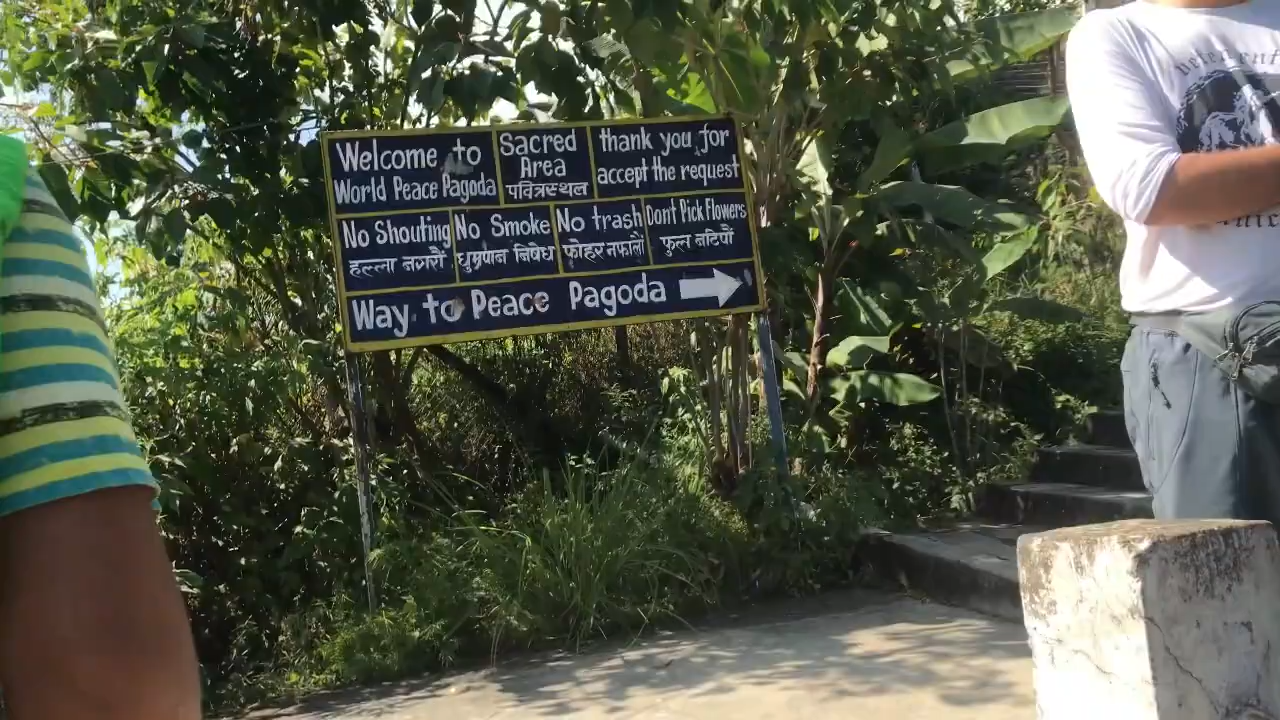 Welcome to
World Peace Pagoda
Sacred
Area
पवित्रस्थल
thank you for
accept the request
No Shouting
हल्ला नगरौं
No Smoke
धुम्रपान निषेध
No trash
फोहर नफालौं
Dont Pick Flowers
फुल नटिपौं
Way to Peace Pagoda